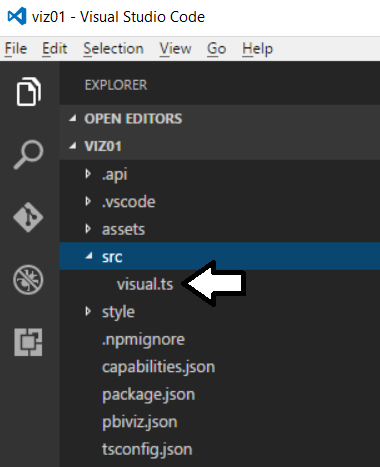 viz01 - Visual Studio Code
File Edit Selection View Go Help
EXPLORER
OPEN EDITORS
VIZ01
.api
.vscode
assets
src
visual.ts
style
.npmignore
capabilities.json
package.json
pbiviz.json
tsconfig.json